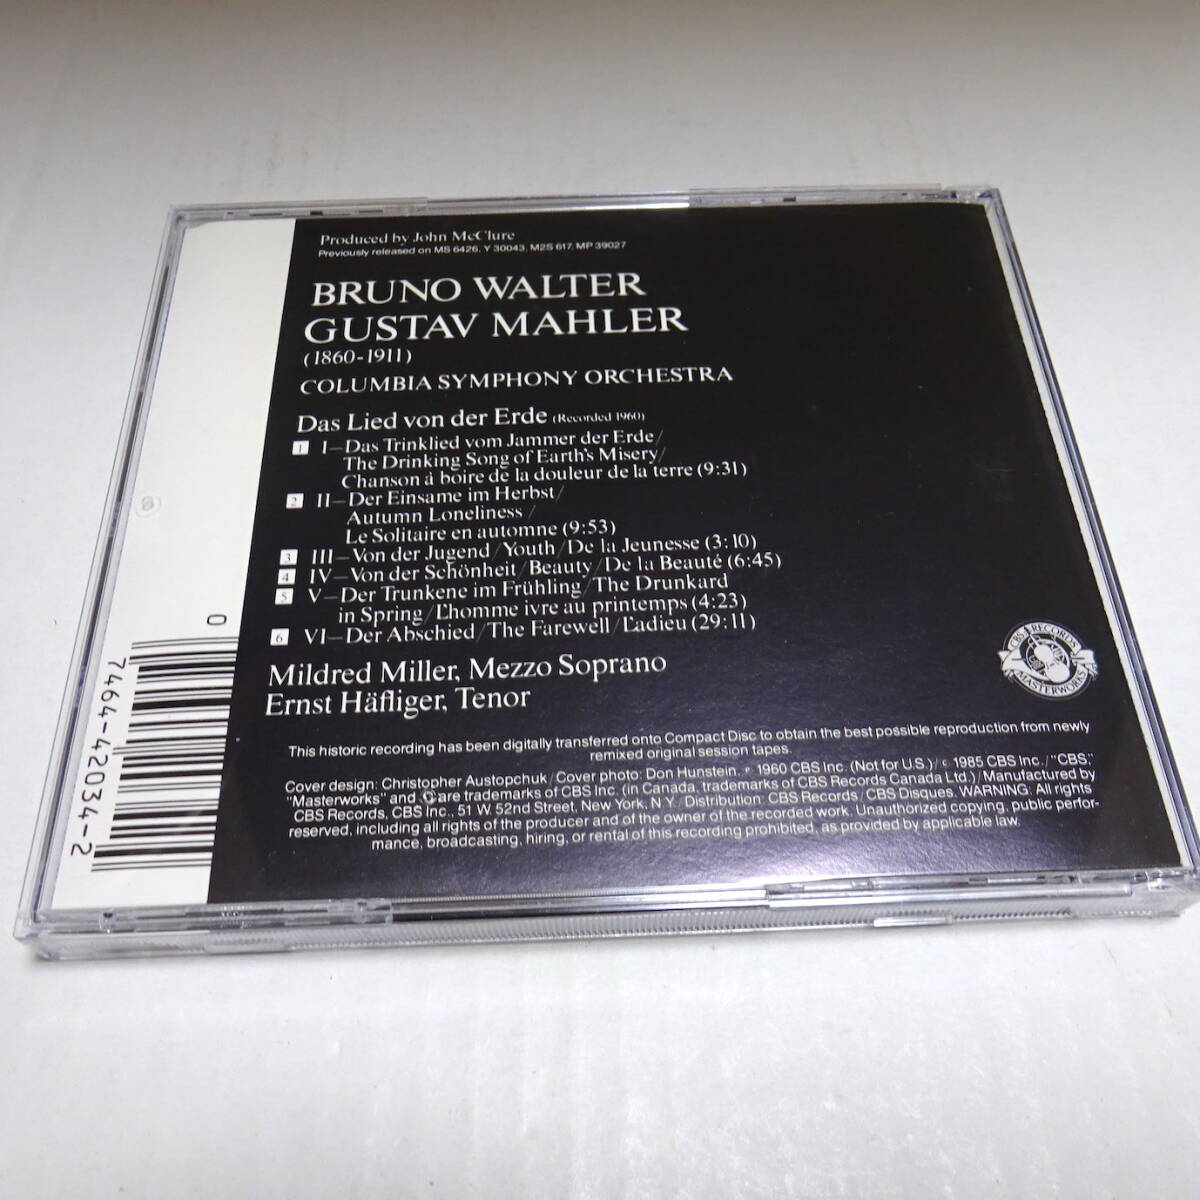 Produced by John McClure
Previously released on MS 6426, Y 30043, M2S 617, MP 39027
BRUNO WALTER
GUSTAV MAHLER
(1860-1911)
COLUMBIA SYMPHONY ORCHESTRA
Das Lied von der Erde (Recorded 1960)
1 I—Das Trinklied vom Jammer der Erde/
The Drinking Song of Earth's Misery/
Chanson à boire de la douleur de la terre (9:31)
2 II—Der Einsame im Herbst/
Autumn Loneliness/
Le Solitaire en automne (9:53)
3 III—Von der Jugend/Youth/De la Jeunesse (3:10)
4 IV—Von der Schönheit/Beauty/De la Beauté (6:45)
5 V—Der Trunkene im Frühling/The Drunkard
in Spring/L'homme ivre au printemps (4:23)
6 VI—Der Abschied/The Farewell/L'adieu (29:11)
Mildred Miller, Mezzo Soprano
Ernst Häfliger, Tenor
CBS RECORDS
MASTERWORKS
This historic recording has been digitally transferred onto Compact Disc to obtain the best possible reproduction from newly
remixed original session tapes.
Cover design: Christopher Austopchuk/Cover photo: Don Hunstein. ℗ 1960 CBS Inc. (Not for U.S.)/© 1985 CBS Inc./"CBS,"
"Masterworks" and are trademarks of CBS Inc. (in Canada, trademarks of CBS Records Canada Ltd.)/Manufactured by
CBS Records, CBS Inc., 51 W. 52nd Street, New York, N.Y./Distribution: CBS Records/CBS Disques. WARNING: All rights
reserved, including all rights of the producer and of the owner of the recorded work. Unauthorized copying, public perfor-
mance, broadcasting, hiring, or rental of this recording prohibited, as provided by applicable law.
0
7464-42034-2